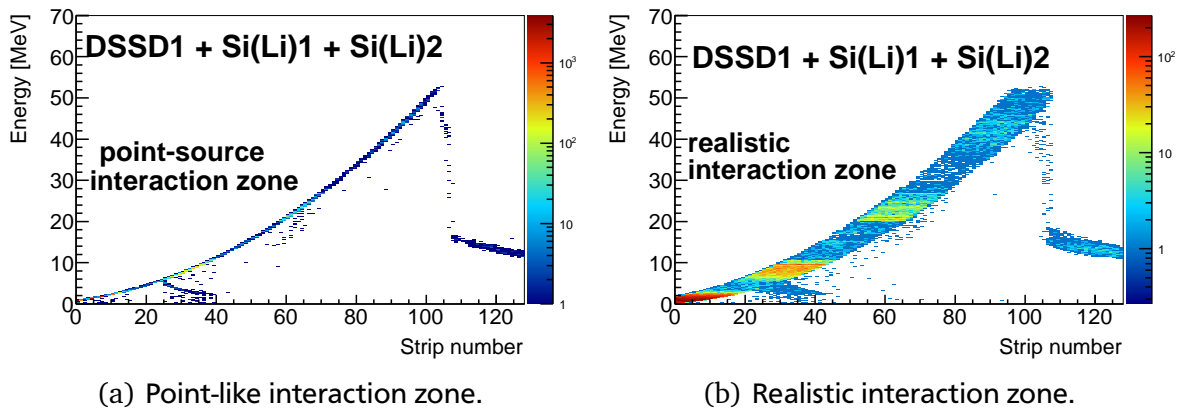 Energy [MeV]
70
60
50
40
30
20
10
0
DSSD1 + Si(Li)1 + Si(Li)2
point-source
interaction zone
10³
10²
10
1
0 20 40 60 80 100 120
Strip number
(a) Point-like interaction zone.
Energy [MeV]
70
60
50
40
30
20
10
0
DSSD1 + Si(Li)1 + Si(Li)2
realistic
interaction zone
10²
10
1
0 20 40 60 80 100 120
Strip number
(b) Realistic interaction zone.